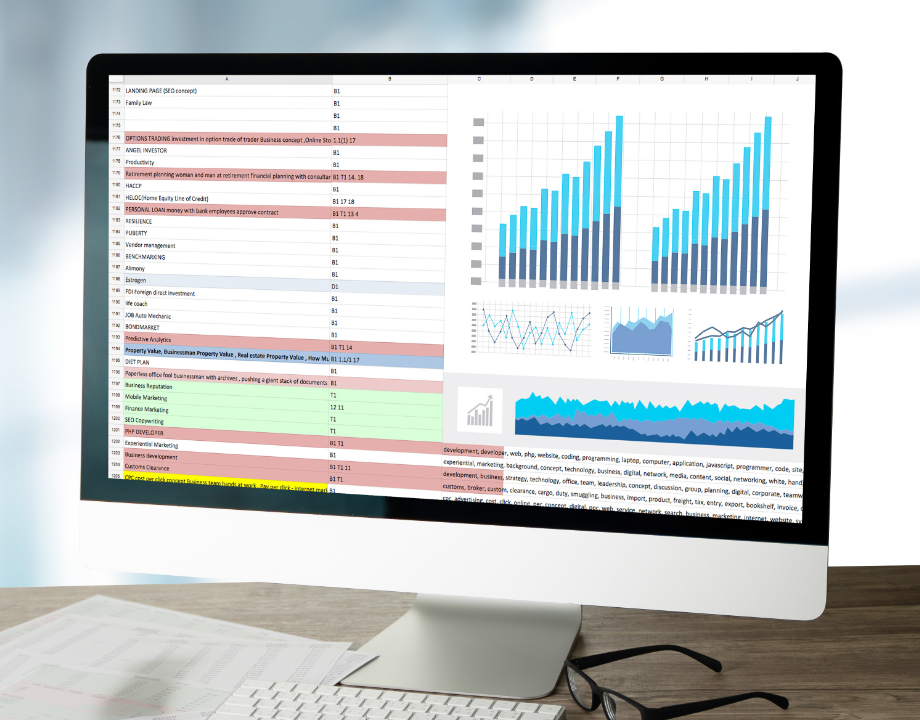 A B C D E F G H I J
1172 LANDING PAGE (SEO concept) B1
1173 Family Law B1
1174 B1
1175 B1
1176 OPTIONS TRADING investment in option trade of trader Business concept ,Online Sto 1.1(1) 17
1177 ANGEL INVESTOR B1
1178 Productivity B1
1179 Retirement planning woman and man at retirement financial planning with consultar B1 T1 14, 18
1180 HACCP B1
1181 HELOC(Home Equity Line of Credit) B1 17 18
1182 PERSONAL LOAN money with bank employees approve contract B1 T1 13-4
1183 RESILIENCE B1
1184 PUBERTY B1
1185 Vendor management B1
1186 BENCHMARKING B1
1187 Alimony B1
1188 Estrogen D1
1189 FDI Foreign direct investment B1
1190 life coach B1
1191 JOB Auto Mechanic B1
1192 BONDMARKET B1
1193 Predictive Analytics B1 T1 14
1194 Property Value, Businessman Property Value , Real estate Property Value , How Mu B1 1.1/1 17
1195 DIET PLAN B1
1196 Paperless office fool businessman with archives , pushing a giant stack of documents B1
1197 Business Reputation T1
1198 Mobile Marketing 12 11
1199 Finance Marketing T1
1200 SEO Copywriting T1
1201 PHP DEVELOPER B1 T1 development, developer, web, php, website, coding, programming, laptop, computer, application, javascript, programmer, code, site,
1202 Experiential Marketing B1 experiential, marketing, background, concept, technology, business, digital, network, media, content, social, networking, white, hand
1203 Business development B1 T1 11 development, business, strategy, technology, office, team, leadership, concept, discussion, group, planning, digital, corporate, teamw
1204 Customs Clearance B1 T1 customs, broker, custom, clearance, cargo, duty, smuggling, business, import, product, freight, tax, entry, export, bookshelf, invoice,
1205 CPC cost per click concept Business team hands at work . Pay per click - internet mark B1 cpc, advertising, cost, click, online, per, concept, digital, ppc, web, service, network, search, business, marketing, internet, website,